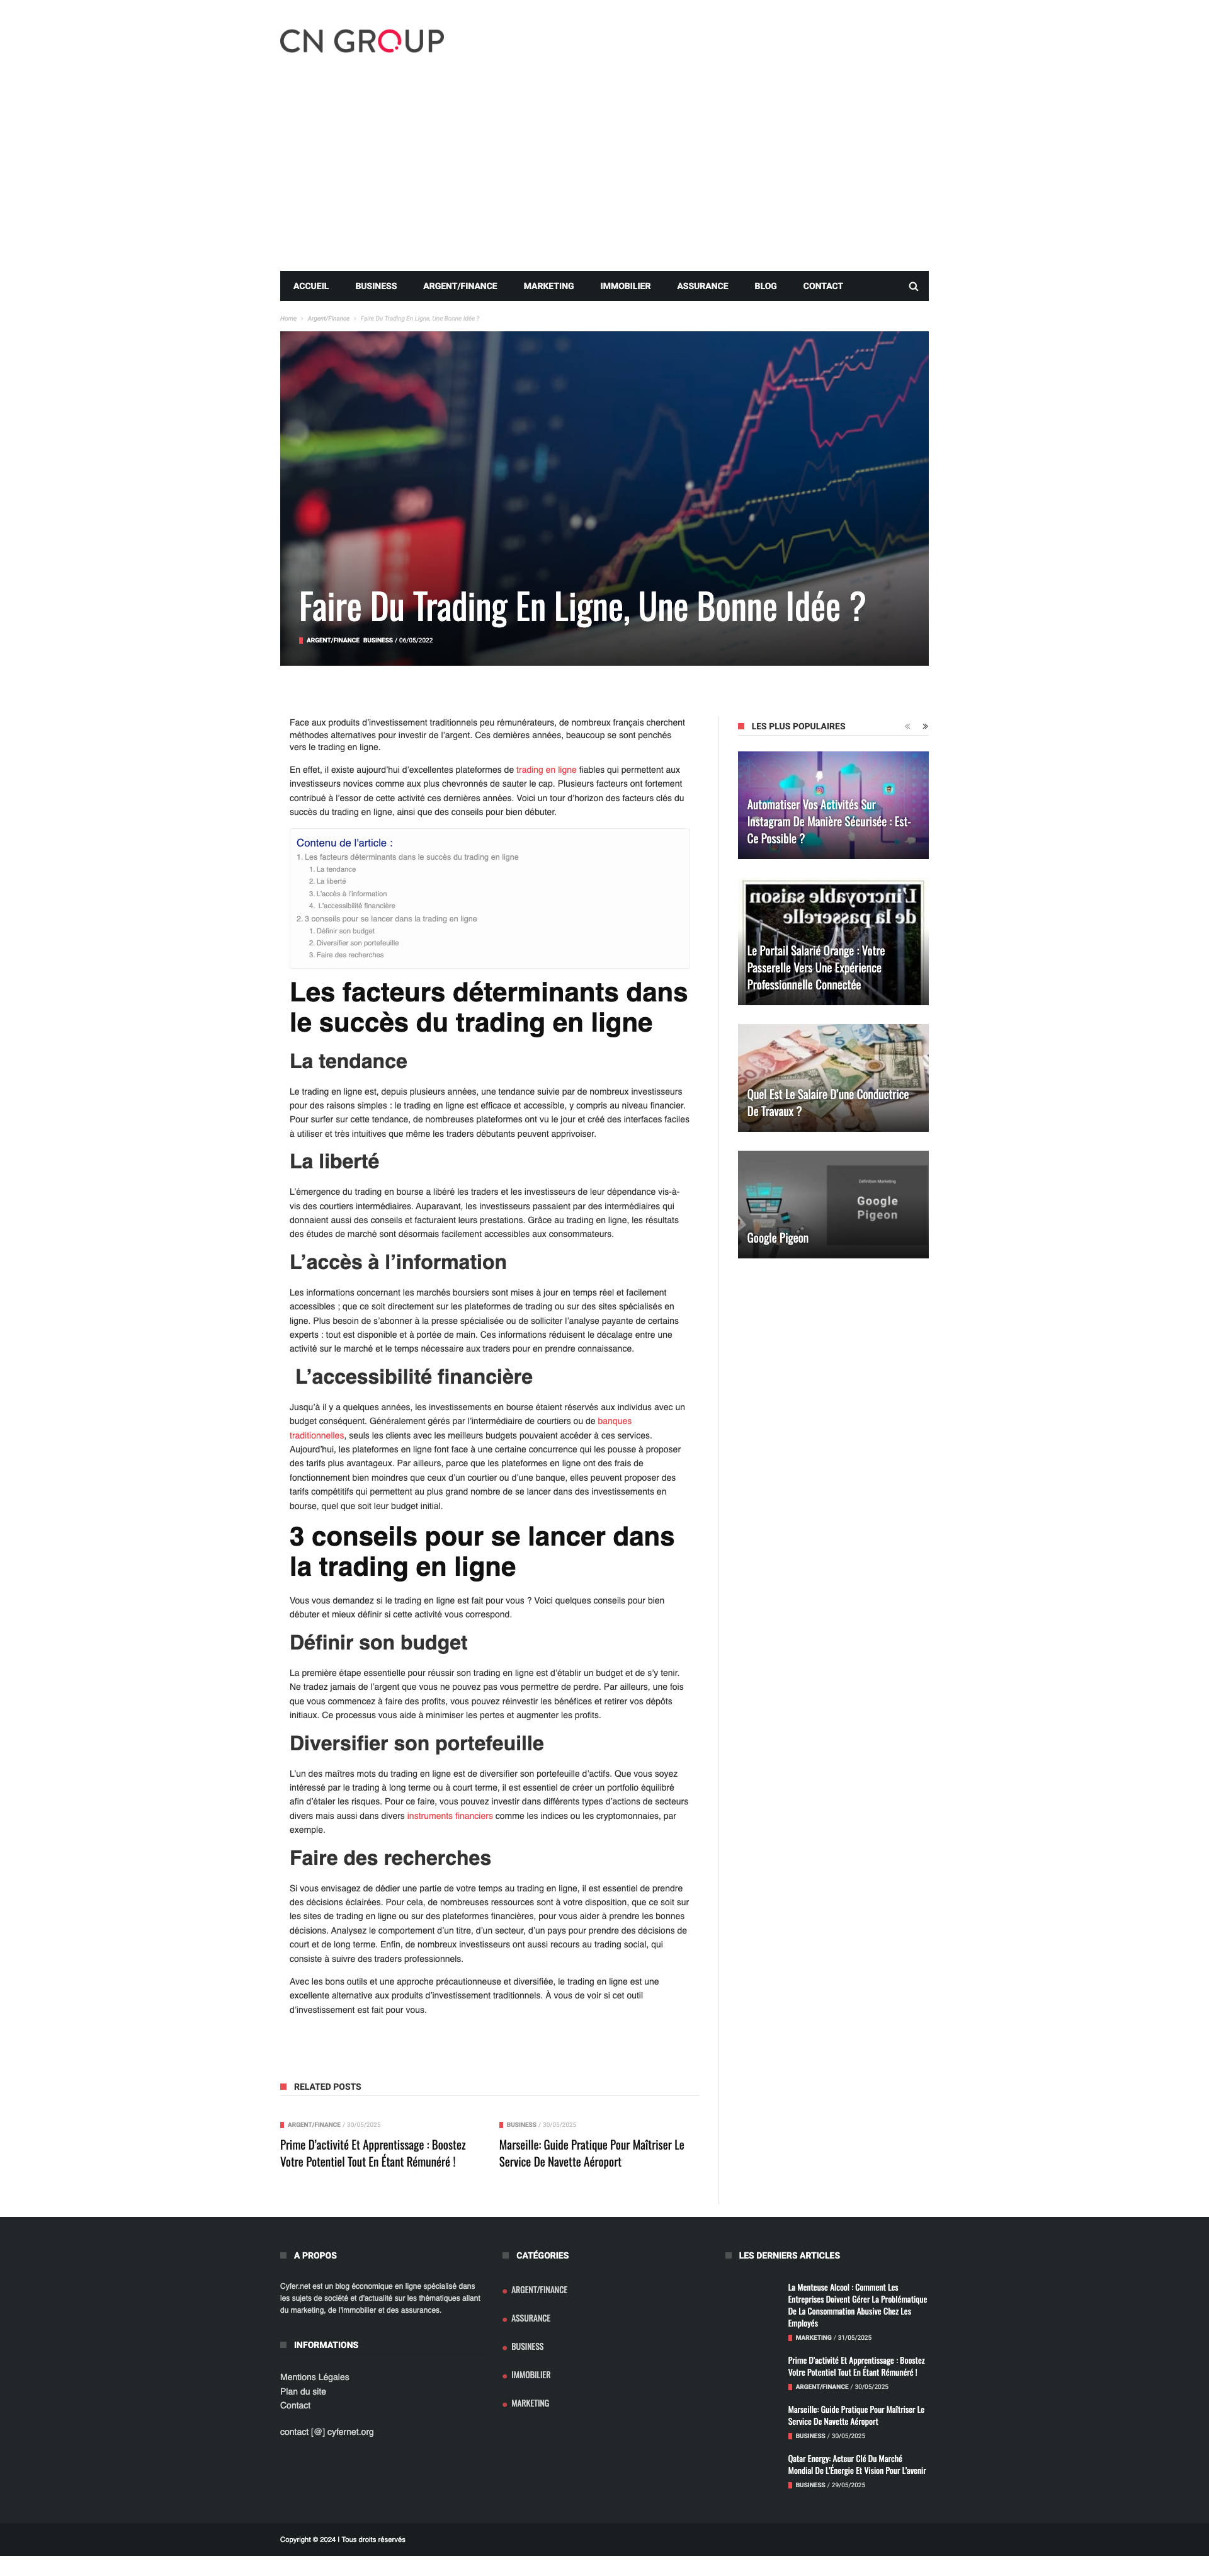 CN GROUP
ACCUEIL BUSINESS ARGENT/FINANCE MARKETING IMMOBILIER ASSURANCE BLOG CONTACT
Home › Argent/Finance › Faire Du Trading En Ligne, Une Bonne Idée ?
Faire Du Trading En Ligne, Une Bonne Idée ?
ARGENT/FINANCE BUSINESS / 06/05/2022
Face aux produits d’investissement traditionnels peu rémunérateurs, de nombreux français cherchent
méthodes alternatives pour investir de l’argent. Ces dernières années, beaucoup se sont penchés
vers le trading en ligne.
En effet, il existe aujourd’hui d’excellentes plateformes de trading en ligne fiables qui permettent aux
investisseurs novices comme aux plus chevronnés de sauter le cap. Plusieurs facteurs ont fortement
contribué à l’essor de cette activité ces dernières années. Voici un tour d’horizon des facteurs clés du
succès du trading en ligne, ainsi que des conseils pour bien débuter.
Contenu de l'article :
1. Les facteurs déterminants dans le succès du trading en ligne
1. La tendance
2. La liberté
3. L’accès à l’information
4. L’accessibilité financière
2. 3 conseils pour se lancer dans la trading en ligne
1. Définir son budget
2. Diversifier son portefeuille
3. Faire des recherches
Les facteurs déterminants dans
le succès du trading en ligne
La tendance
Le trading en ligne est, depuis plusieurs années, une tendance suivie par de nombreux investisseurs
pour des raisons simples : le trading en ligne est efficace et accessible, y compris au niveau financier.
Pour surfer sur cette tendance, de nombreuses plateformes ont vu le jour et créé des interfaces faciles
à utiliser et très intuitives que même les traders débutants peuvent apprivoiser.
La liberté
L’émergence du trading en bourse a libéré les traders et les investisseurs de leur dépendance vis-à-
vis des courtiers intermédiaires. Auparavant, les investisseurs passaient par des intermédiaires qui
donnaient aussi des conseils et facturaient leurs prestations. Grâce au trading en ligne, les résultats
des études de marché sont désormais facilement accessibles aux consommateurs.
L’accès à l’information
Les informations concernant les marchés boursiers sont mises à jour en temps réel et facilement
accessibles ; que ce soit directement sur les plateformes de trading ou sur des sites spécialisés en
ligne. Plus besoin de s’abonner à la presse spécialisée ou de solliciter l’analyse payante de certains
experts : tout est disponible et à portée de main. Ces informations réduisent le décalage entre une
activité sur le marché et le temps nécessaire aux traders pour en prendre connaissance.
L’accessibilité financière
Jusqu’à il y a quelques années, les investissements en bourse étaient réservés aux individus avec un
budget conséquent. Généralement gérés par l’intermédiaire de courtiers ou de banques
traditionnelles, seuls les clients avec les meilleurs budgets pouvaient accéder à ces services.
Aujourd’hui, les plateformes en ligne font face à une certaine concurrence qui les pousse à proposer
des tarifs plus avantageux. Par ailleurs, parce que les plateformes en ligne ont des frais de
fonctionnement bien moindres que ceux d’un courtier ou d’une banque, elles peuvent proposer des
tarifs compétitifs qui permettent au plus grand nombre de se lancer dans des investissements en
bourse, quel que soit leur budget initial.
3 conseils pour se lancer dans
la trading en ligne
Vous vous demandez si le trading en ligne est fait pour vous ? Voici quelques conseils pour bien
débuter et mieux définir si cette activité vous correspond.
Définir son budget
La première étape essentielle pour réussir son trading en ligne est d’établir un budget et de s’y tenir.
Ne tradez jamais de l’argent que vous ne pouvez pas vous permettre de perdre. Par ailleurs, une fois
que vous commencez à faire des profits, vous pouvez réinvestir les bénéfices et retirer vos dépôts
initiaux. Ce processus vous aide à minimiser les pertes et augmenter les profits.
Diversifier son portefeuille
L’un des maîtres mots du trading en ligne est de diversifier son portefeuille d’actifs. Que vous soyez
intéressé par le trading à long terme ou à court terme, il est essentiel de créer un portfolio équilibré
afin d’étaler les risques. Pour ce faire, vous pouvez investir dans différents types d’actions de secteurs
divers mais aussi dans divers instruments financiers comme les indices ou les cryptomonnaies, par
exemple.
Faire des recherches
Si vous envisagez de dédier une partie de votre temps au trading en ligne, il est essentiel de prendre
des décisions éclairées. Pour cela, de nombreuses ressources sont à votre disposition, que ce soit sur
les sites de trading en ligne ou sur des plateformes financières, pour vous aider à prendre les bonnes
décisions. Analysez le comportement d’un titre, d’un secteur, d’un pays pour prendre des décisions de
court et de long terme. Enfin, de nombreux investisseurs ont aussi recours au trading social, qui
consiste à suivre des traders professionnels.
Avec les bons outils et une approche précautionneuse et diversifiée, le trading en ligne est une
excellente alternative aux produits d’investissement traditionnels. À vous de voir si cet outil
d’investissement est fait pour vous.
LES PLUS POPULAIRES « »
Automatiser Vos Activités Sur
Instagram De Manière Sécurisée : Est-
Ce Possible ?
L'incroyable saison
de la passerelle
Le Portail Salarié Orange : Votre
Passerelle Vers Une Expérience
Professionnelle Connectée
Quel Est Le Salaire D’une Conductrice
De Travaux ?
Définition Marketing
Google
Pigeon
Google Pigeon
RELATED POSTS
ARGENT/FINANCE / 30/05/2025
Prime D’activité Et Apprentissage : Boostez
Votre Potentiel Tout En Étant Rémunéré !
BUSINESS / 30/05/2025
Marseille: Guide Pratique Pour Maîtriser Le
Service De Navette Aéroport
A PROPOS
Cyfer.net est un blog économique en ligne spécialisé dans
les sujets de société et d'actualité sur les thématiques allant
du marketing, de l'immobilier et des assurances.
INFORMATIONS
Mentions Légales
Plan du site
Contact
contact [@] cyfernet.org
CATÉGORIES
ARGENT/FINANCE
ASSURANCE
BUSINESS
IMMOBILIER
MARKETING
LES DERNIERS ARTICLES
La Menteuse Alcool : Comment Les
Entreprises Doivent Gérer La Problématique
De La Consommation Abusive Chez Les
Employés
MARKETING / 31/05/2025
Prime D’activité Et Apprentissage : Boostez
Votre Potentiel Tout En Étant Rémunéré !
ARGENT/FINANCE / 30/05/2025
Marseille: Guide Pratique Pour Maîtriser Le
Service De Navette Aéroport
BUSINESS / 30/05/2025
Qatar Energy: Acteur Clé Du Marché
Mondial De L’Énergie Et Vision Pour L’avenir
BUSINESS / 29/05/2025
Copyright © 2024 I Tous droits réservés